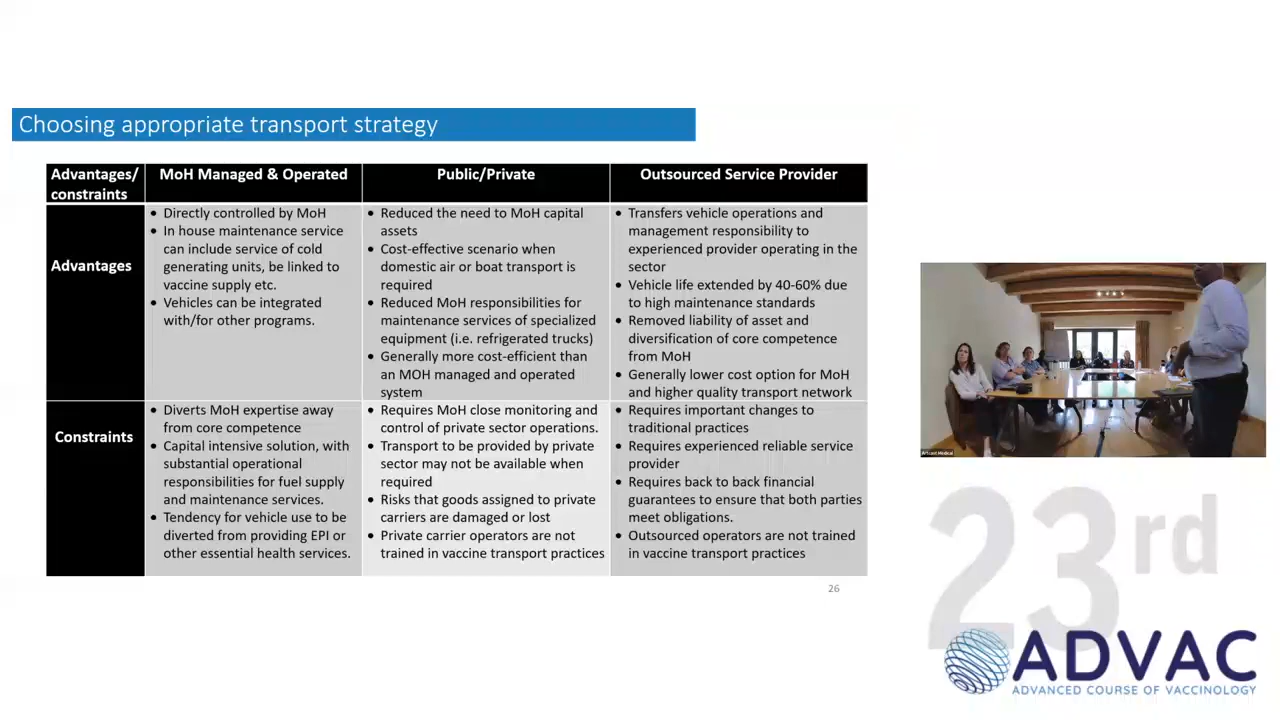 Choosing appropriate transport strategy
Advantages/
constraints
MoH Managed & Operated
Public/Private
Outsourced Service Provider
Advantages
• Directly controlled by MoH
• In house maintenance service
can include service of cold
generating units, be linked to
vaccine supply etc.
• Vehicles can be integrated
with/for other programs.
• Reduced the need to MoH capital
assets
• Cost-effective scenario when
domestic air or boat transport is
required
• Reduced MoH responsibilities for
maintenance services of specialized
equipment (i.e. refrigerated trucks)
• Generally more cost-efficient than
an MOH managed and operated
system
• Transfers vehicle operations and
management responsibility to
experienced provider operating in the
sector
• Vehicle life extended by 40-60% due
to high maintenance standards
• Removed liability of asset and
diversification of core competence
from MoH
• Generally lower cost option for MoH
and higher quality transport network
Constraints
• Diverts MoH expertise away
from core competence
• Capital intensive solution, with
substantial operational
responsibilities for fuel supply
and maintenance services.
• Tendency for vehicle use to be
diverted from providing EPI or
other essential health services.
• Requires MoH close monitoring and
control of private sector operations.
• Transport to be provided by private
sector may not be available when
required
• Risks that goods assigned to private
carriers are damaged or lost
• Private carrier operators are not
trained in vaccine transport practices
• Requires important changes to
traditional practices
• Requires experienced reliable service
provider
• Requires back to back financial
guarantees to ensure that both parties
meet obligations.
• Outsourced operators are not trained
in vaccine transport practices
26
23rd
ADVAC
ADVANCED COURSE OF VACCINOLOGY